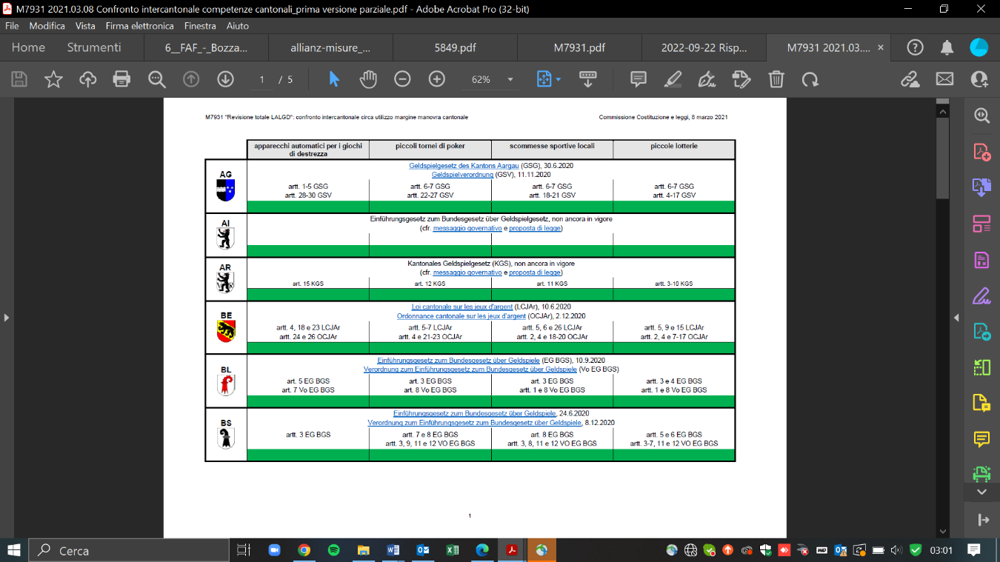 M7931 2021.03.08 Confronto intercantonale competenze cantonali_prima versione parziale.pdf - Adobe Acrobat Pro (32-bit)
File Modifica Vista Firma elettronica Finestra Aiuto
Home Strumenti 6__FAF_-_Bozza... allianz-misure_... 5849.pdf M7931.pdf 2022-09-22 Risp... M7931 2021.03....
1 / 5 62%
M7931 "Revisione totale LALGD": confronto intercantonale circa utilizzo margine manovra cantonale Commissione Costituzione e leggi, 8 marzo 2021
apparecchi automatici per i giochi di destrezza piccoli tornei di poker scommesse sportive locali piccole lotterie
AG
Geldspielgesetz des Kantons Aargau (GSG), 30.6.2020
Geldspielverordnung (GSV), 11.11.2020
artt. 1-5 GSG artt. 6-7 GSG artt. 6-7 GSG artt. 6-7 GSG
artt. 28-30 GSV artt. 22-27 GSV artt. 18-21 GSV artt. 4-17 GSV
AI
Einführungsgesetz zum Bundesgesetz über Geldspielgesetz, non ancora in vigore
(cfr. messaggio governativo e proposta di legge)
AR
Kantonales Geldspielgesetz (KGS), non ancora in vigore
(cfr. messaggio governativo e proposta di legge)
art. 15 KGS art. 12 KGS art. 11 KGS artt. 3-10 KGS
BE
Loi cantonale sur les jeux d'argent (LCJAr), 10.6.2020
Ordonnance cantonale sur les jeux d'argent (OCJAr), 2.12.2020
artt. 4, 18 e 23 LCJAr artt. 5-7 LCJAr artt. 5, 6 e 26 LCJAr artt. 5, 9 e 15 LCJAr
artt. 24 e 26 OCJAr artt. 4 e 21-23 OCJAr artt. 2, 4 e 18-20 OCJAr artt. 2, 4 e 7-17 OCJAr
BL
Einführungsgesetz zum Bundesgesetz über Geldspiele (EG BGS), 10.9.2020
Verordnung zum Einführungsgesetz zum Bundesgesetz über Geldspiele (Vo EG BGS)
art. 5 EG BGS art. 3 EG BGS art. 3 EG BGS artt. 3 e 4 EG BGS
art. 7 Vo EG BGS art. 8 Vo EG BGS artt. 1 e 8 Vo EG BGS artt. 1 e 8 Vo EG BGS
BS
Einführungsgesetz zum Bundesgesetz über Geldspiele, 24.6.2020
Verordnung zum Einführungsgesetz zum Bundesgesetz über Geldspiele, 8.12.2020
artt. 3 EG BGS artt. 7 e 8 EG BGS art. 8 EG BGS artt. 5 e 6 EG BGS
artt. 3, 9, 11 e 12 VO EG BGS artt. 3, 8, 11 e 12 VO EG BGS artt. 3-7, 11 e 12 VO EG BGS
1
Cerca 03:01